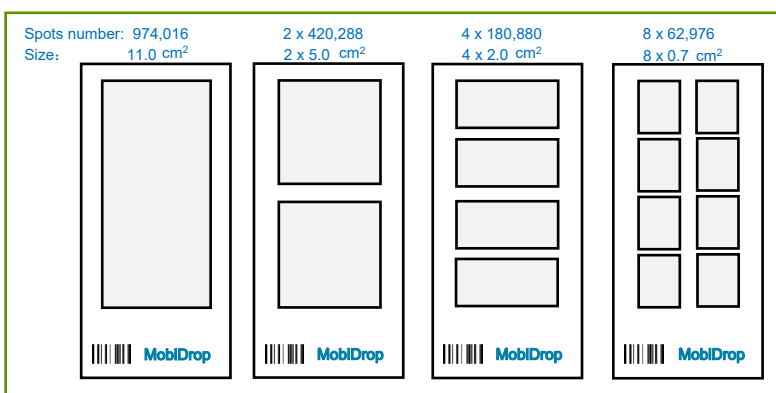 Spots number: 974,016 2 x 420,288 4 x 180,880 8 x 62,976
Size: 11.0 cm² 2 x 5.0 cm² 4 x 2.0 cm² 8 x 0.7 cm²
MobiDrop MobiDrop MobiDrop MobiDrop